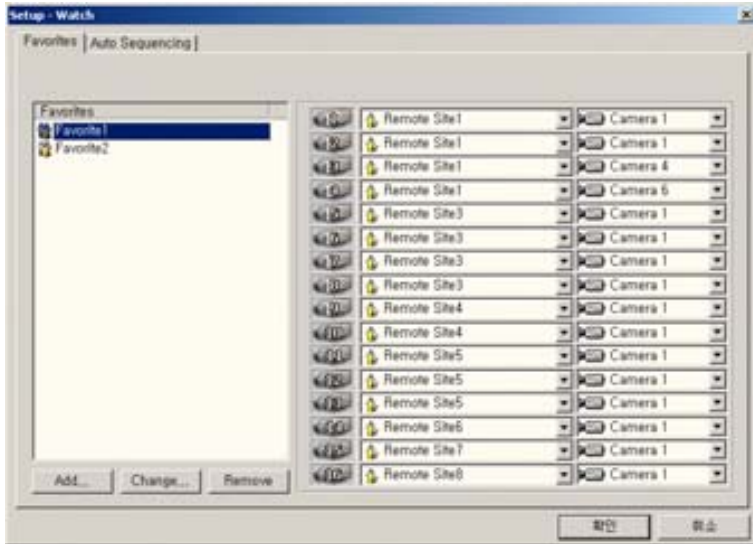 Setup - Watch
Favorites Auto Sequencing
Favorites
Favorite1
Favorite2
Remote Site1 Camera 1
Remote Site1 Camera 1
Remote Site1 Camera 4
Remote Site1 Camera 6
Remote Site3 Camera 1
Remote Site3 Camera 1
Remote Site3 Camera 1
Remote Site3 Camera 1
Remote Site4 Camera 1
Remote Site4 Camera 1
Remote Site5 Camera 1
Remote Site5 Camera 1
Remote Site5 Camera 1
Remote Site6 Camera 1
Remote Site7 Camera 1
Remote Site8 Camera 1
Add... Change... Remove
확인 취소